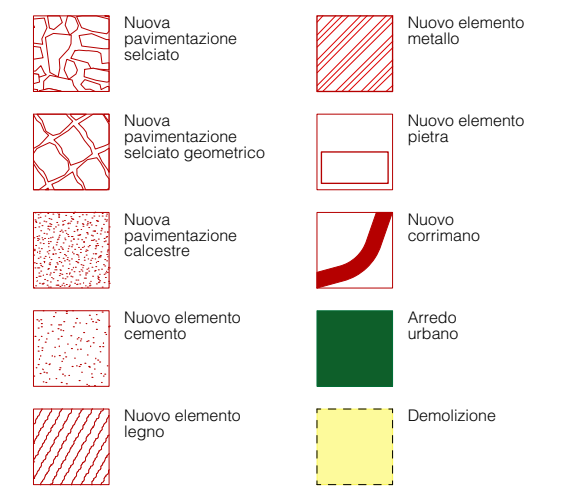 Nuova
pavimentazione
selciato
Nuova
pavimentazione
selciato geometrico
Nuova
pavimentazione
calcestre
Nuovo elemento
cemento
Nuovo elemento
legno
Nuovo elemento
metallo
Nuovo elemento
pietra
Nuovo
corrimano
Arredo
urbano
Demolizione